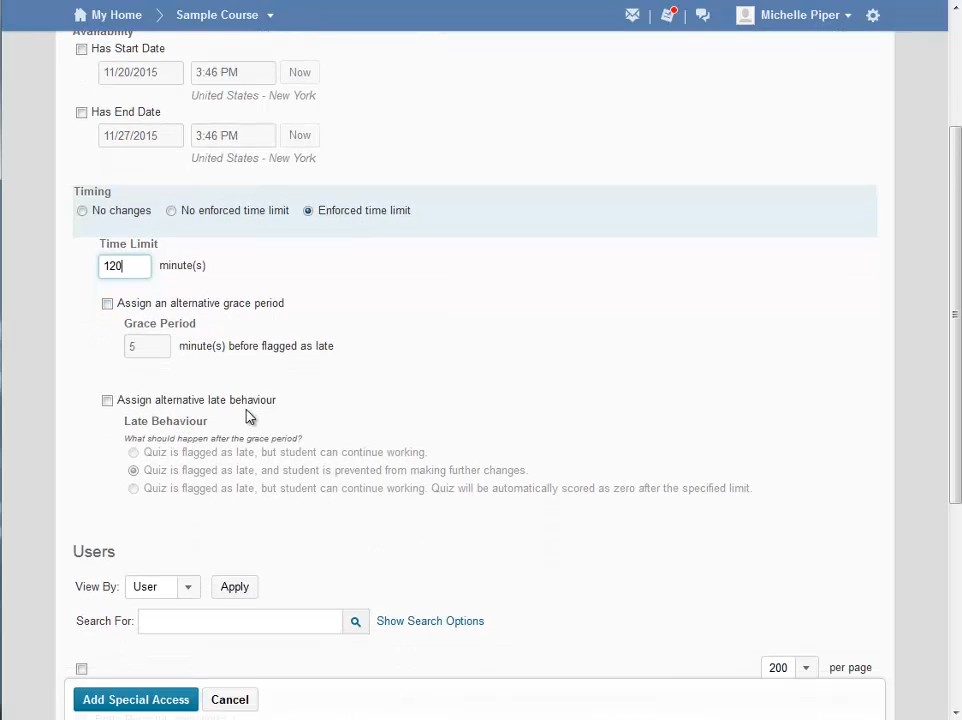 My Home
Sample Course
Michelle Piper
Availability
Has Start Date
11/20/2015 3:46 PM Now
United States - New York
Has End Date
11/27/2015 3:46 PM Now
United States - New York
Timing
No changes No enforced time limit Enforced time limit
Time Limit
120 minute(s)
Assign an alternative grace period
Grace Period
5 minute(s) before flagged as late
Assign alternative late behaviour
Late Behaviour
What should happen after the grace period?
Quiz is flagged as late, but student can continue working.
Quiz is flagged as late, and student is prevented from making further changes.
Quiz is flagged as late, but student can continue working. Quiz will be automatically scored as zero after the specified limit.
Users
View By: User Apply
Search For: Show Search Options
200 per page
Add Special Access Cancel